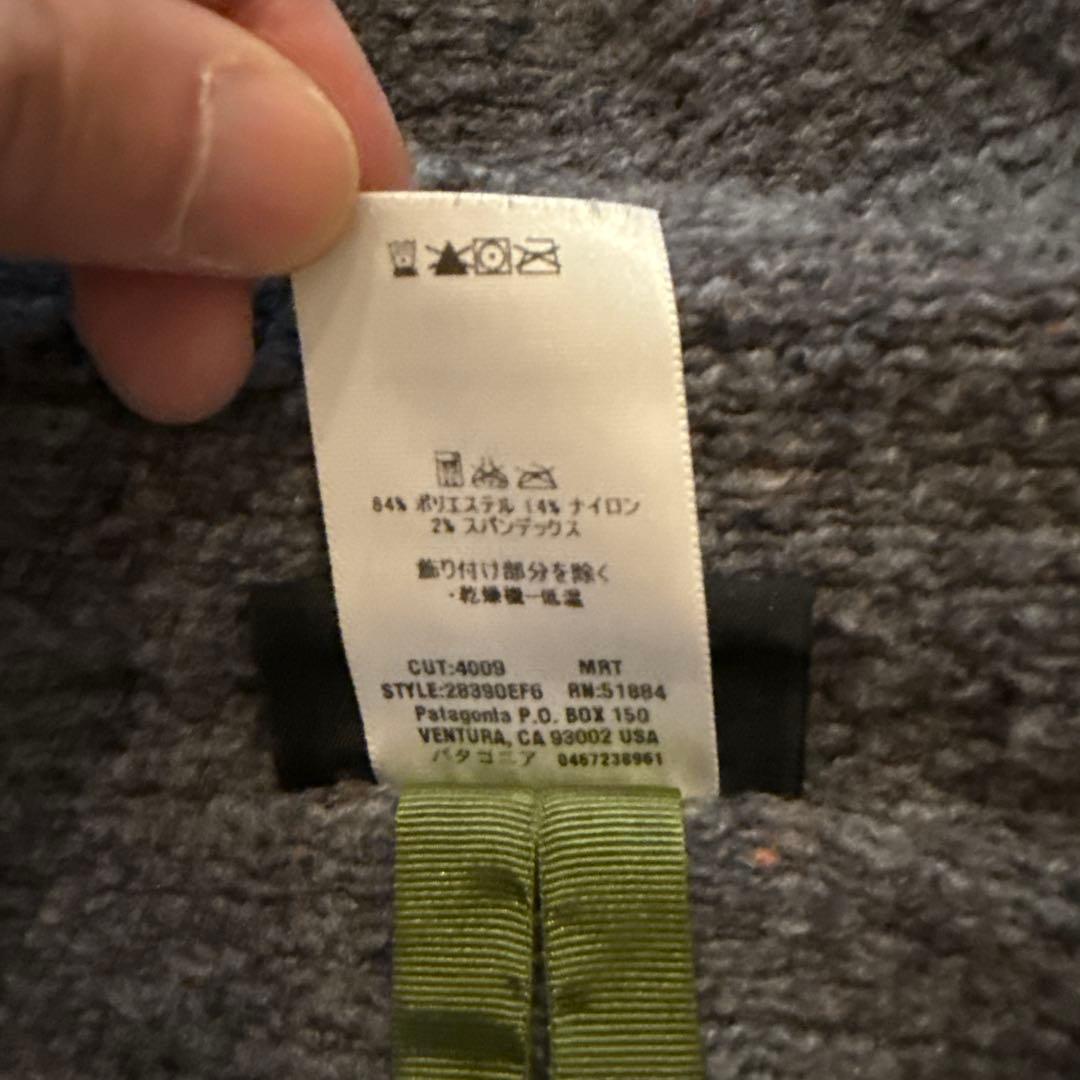 84% ポリエステル 14% ナイロン
2% スパンデックス
飾り付け部分を除く
・乾燥機ー低温
CUT:4009 MRT
STYLE:28390EF6 RN:51884
Patagonia P.O. BOX 150
VENTURA, CA 93002 USA
パタゴニア 0467238961